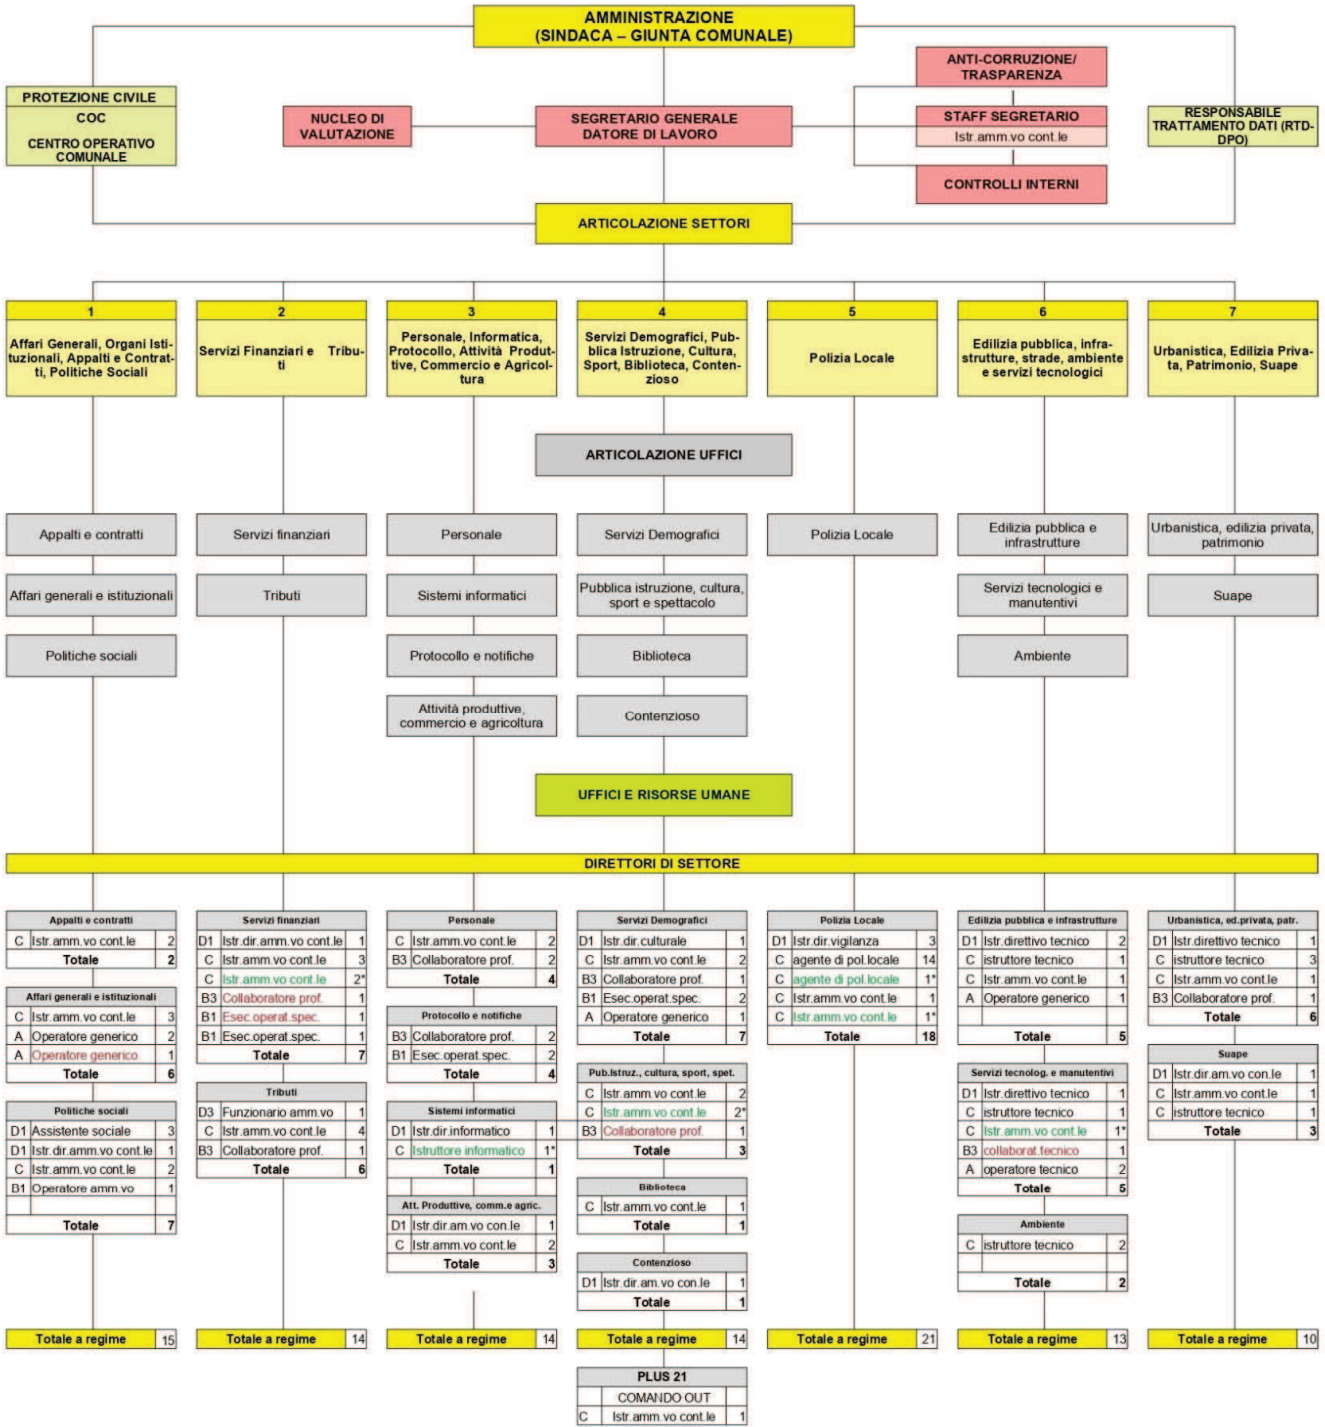 AMMINISTRAZIONE
(SINDACA – GIUNTA COMUNALE)
PROTEZIONE CIVILE
COC
CENTRO OPERATIVO
COMUNALE
NUCLEO DI
VALUTAZIONE
SEGRETARIO GENERALE
DATORE DI LAVORO
ANTI-CORRUZIONE/
TRASPARENZA
STAFF SEGRETARIO
Istr.amm.vo cont.le
CONTROLLI INTERNI
RESPONSABILE
TRATTAMENTO DATI (RTD-
DPO)
ARTICOLAZIONE SETTORI
1
Affari Generali, Organi Isti-
tuzionali, Appalti e Contrat-
ti, Politiche Sociali
2
Servizi Finanziari e Tribu-
ti
3
Personale, Informatica,
Protocollo, Attività Produt-
tive, Commercio e Agricol-
tura
4
Servizi Demografici, Pub-
blica Istruzione, Cultura,
Sport, Biblioteca, Conten-
zioso
5
Polizia Locale
6
Edilizia pubblica, infra-
strutture, strade, ambiente
e servizi tecnologici
7
Urbanistica, Edilizia Priva-
ta, Patrimonio, Suape
ARTICOLAZIONE UFFICI
Appalti e contratti
Affari generali e istituzionali
Politiche sociali
Servizi finanziari
Tributi
Personale
Sistemi informatici
Protocollo e notifiche
Attività produttive,
commercio e agricoltura
Servizi Demografici
Pubblica istruzione, cultura,
sport e spettacolo
Biblioteca
Contenzioso
Polizia Locale
Edilizia pubblica e
infrastrutture
Servizi tecnologici e
manutentivi
Ambiente
Urbanistica, edilizia privata,
patrimonio
Suape
UFFICI E RISORSE UMANE
DIRETTORI DI SETTORE
Appalti e contratti
C Istr.amm.vo cont.le 2
Totale 2
Affari generali e istituzionali
C Istr.amm.vo cont.le 3
A Operatore generico 2
A Operatore generico 1
Totale 6
Politiche sociali
D1 Assistente sociale 3
D1 Istr.dir.amm.vo cont.le 1
C Istr.amm.vo cont.le 2
B1 Operatore amm.vo 1
Totale 7
Totale a regime 15
Servizi finanziari
D1 Istr.dir.amm.vo cont.le 1
C Istr.amm.vo cont.le 3
C Istr.amm.vo cont.le 2*
B3 Collaboratore prof. 1
B1 Esec.operat.spec. 1
B1 Esec.operat.spec. 1
Totale 7
Tributi
D3 Funzionario amm.vo 1
C Istr.amm.vo cont.le 4
B3 Collaboratore prof. 1
Totale 6
Totale a regime 14
Personale
C Istr.amm.vo cont.le 2
B3 Collaboratore prof. 2
Totale 4
Protocollo e notifiche
B3 Collaboratore prof. 2
B1 Esec.operat.spec. 2
Totale 4
Sistemi informatici
D1 Istr.dir.informatico 1
C Istruttore informatico 1*
Totale 1
Att. Produttive, comm.e agric.
D1 Istr.dir.am.vo con.le 1
C Istr.amm.vo cont.le 2
Totale 3
Totale a regime 14
Servizi Demografici
D1 Istr.dir.culturale 1
C Istr.amm.vo cont.le 2
B3 Collaboratore prof. 1
B1 Esec.operat.spec. 2
A Operatore generico 1
Totale 7
Pub.Istruz., cultura, sport, spet.
C Istr.amm.vo cont.le 2
C Istr.amm.vo cont.le 2*
B3 Collaboratore prof. 1
Totale 3
Biblioteca
C Istr.amm.vo cont.le 1
Totale 1
Contenzioso
D1 Istr.dir.am.vo con.le 1
Totale 1
Totale a regime 14
PLUS 21
COMANDO OUT
C Istr.amm.vo cont.le 1
Polizia Locale
D1 Istr.dir.vigilanza 3
C agente di pol.locale 14
C agente di pol.locale 1*
C Istr.amm.vo cont.le 1
C Istr.amm.vo cont.le 1*
Totale 18
Totale a regime 21
Edilizia pubblica e infrastrutture
D1 Istr.direttivo tecnico 2
C istruttore tecnico 1
C Istr.amm.vo cont.le 1
A Operatore generico 1
Totale 5
Servizi tecnolog. e manutentivi
D1 Istr.direttivo tecnico 1
C istruttore tecnico 1
C Istr.amm.vo cont.le 1*
B3 collaborat.tecnico 1
A operatore tecnico 2
Totale 5
Ambiente
C istruttore tecnico 2
Totale 2
Totale a regime 13
Urbanistica, ed.privata, patr.
D1 Istr.direttivo tecnico 1
C istruttore tecnico 3
C Istr.amm.vo cont.le 1
B3 Collaboratore prof. 1
Totale 6
Suape
D1 Istr.dir.am.vo con.le 1
C Istr.amm.vo cont.le 1
C istruttore tecnico 1
Totale 3
Totale a regime 10